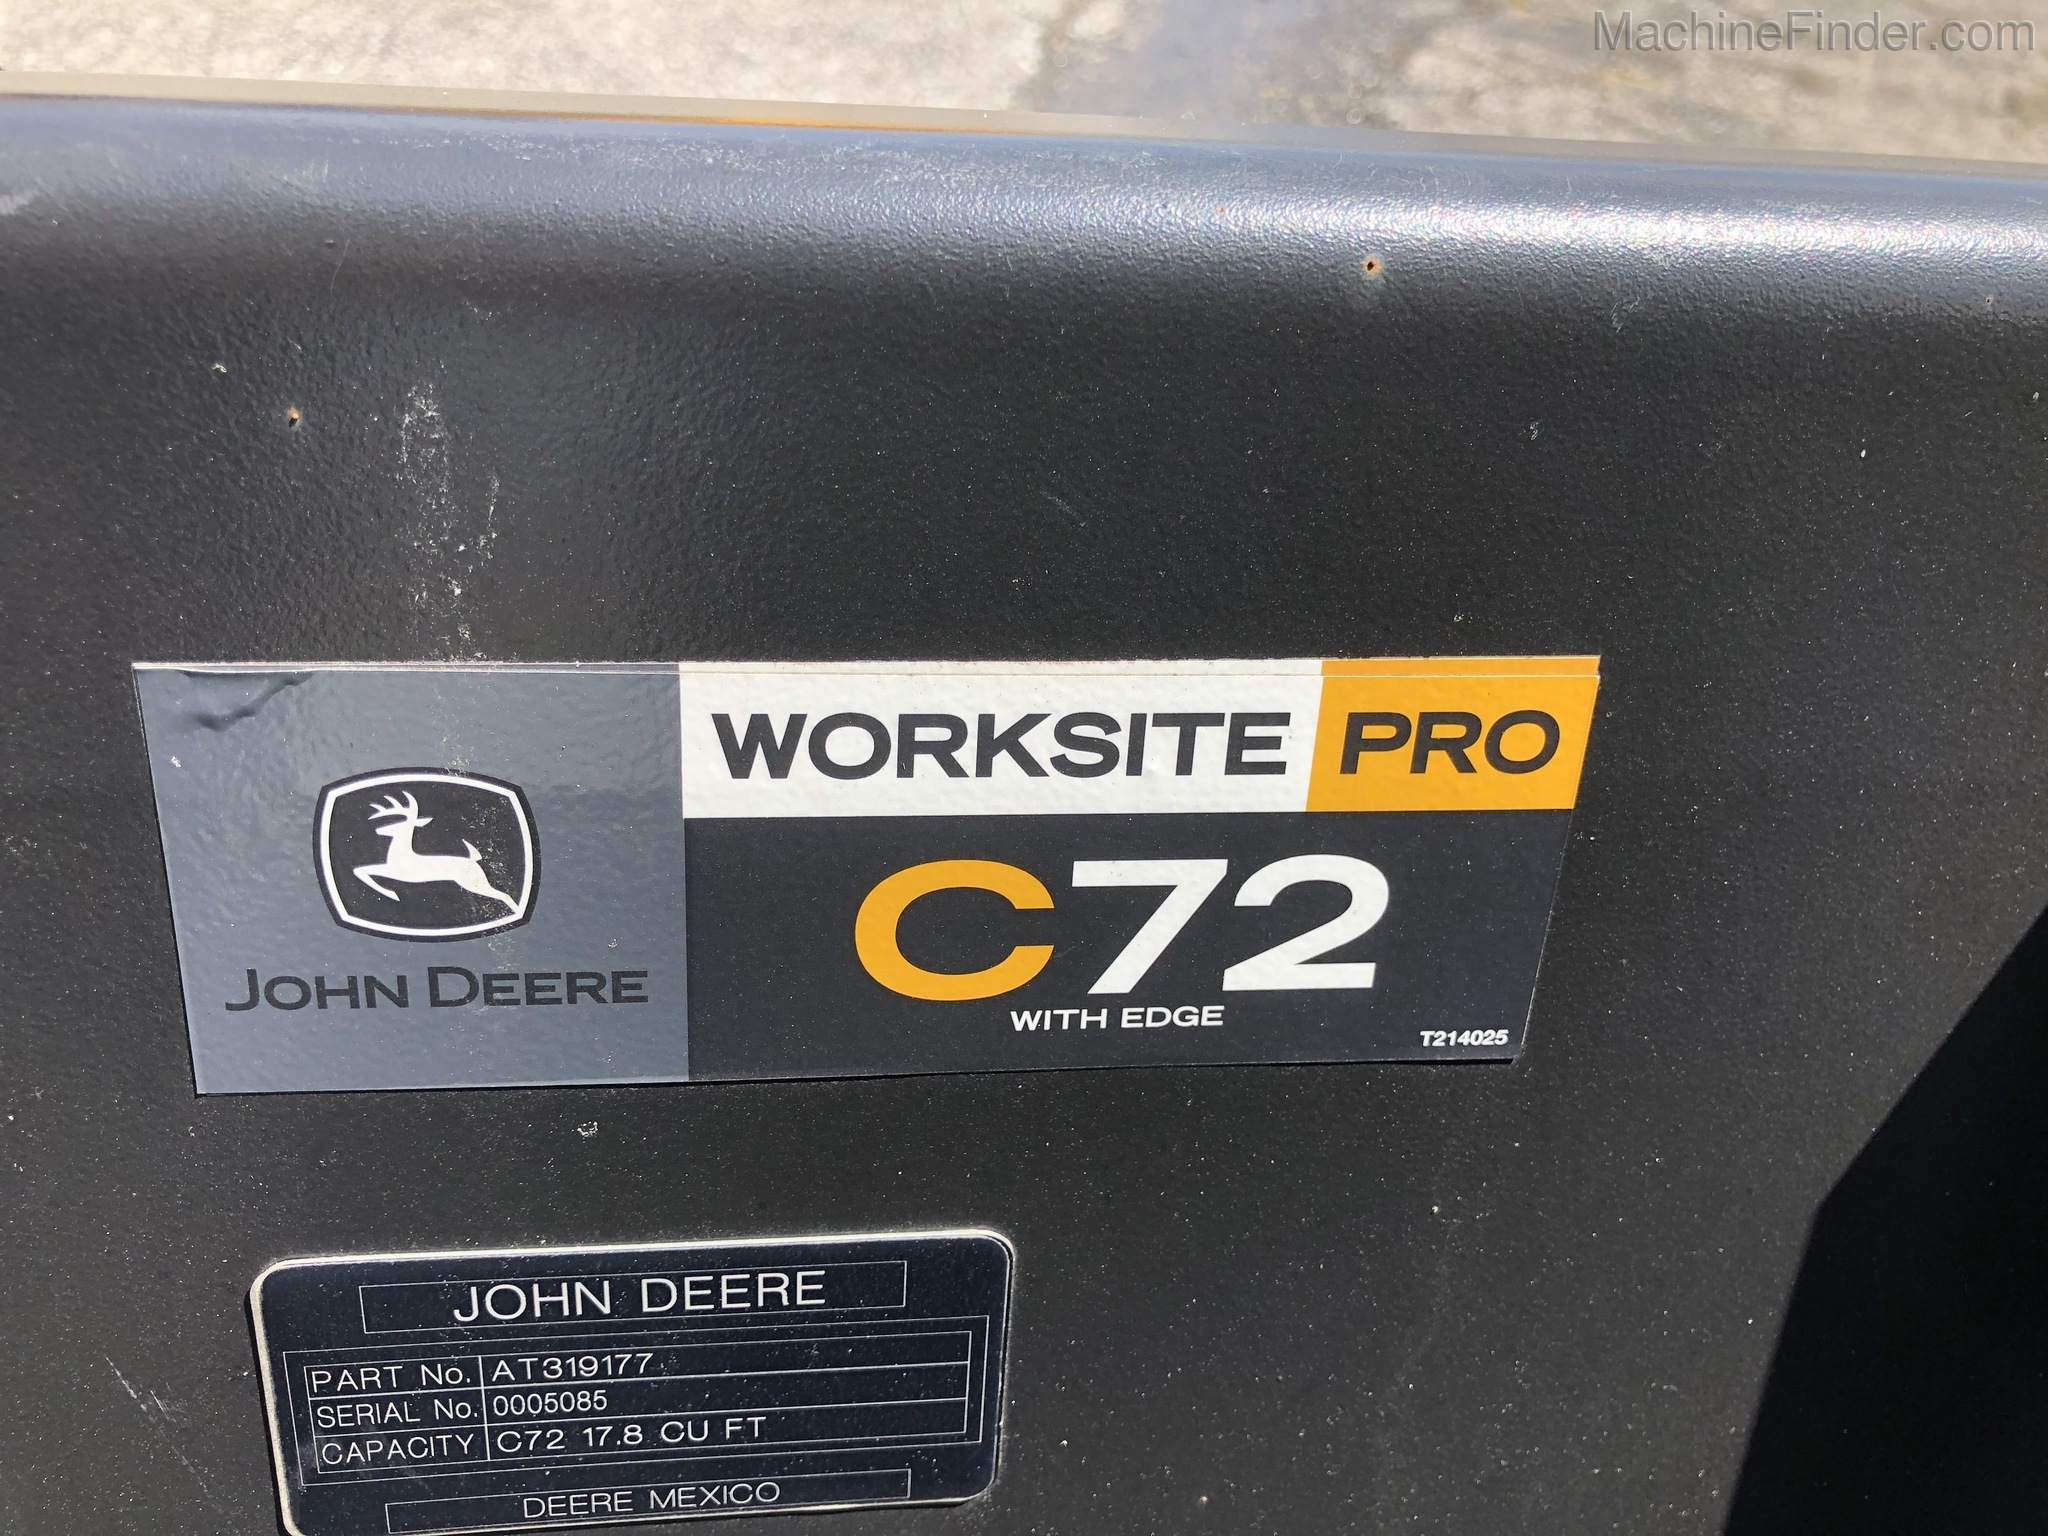 MachineFinder.com
WORKSITE PRO
JOHN DEERE
C72
WITH EDGE
T214025
JOHN DEERE
PART No. AT319177
SERIAL No. 0005085
CAPACITY C72 17.8 CU FT
DEERE MEXICO